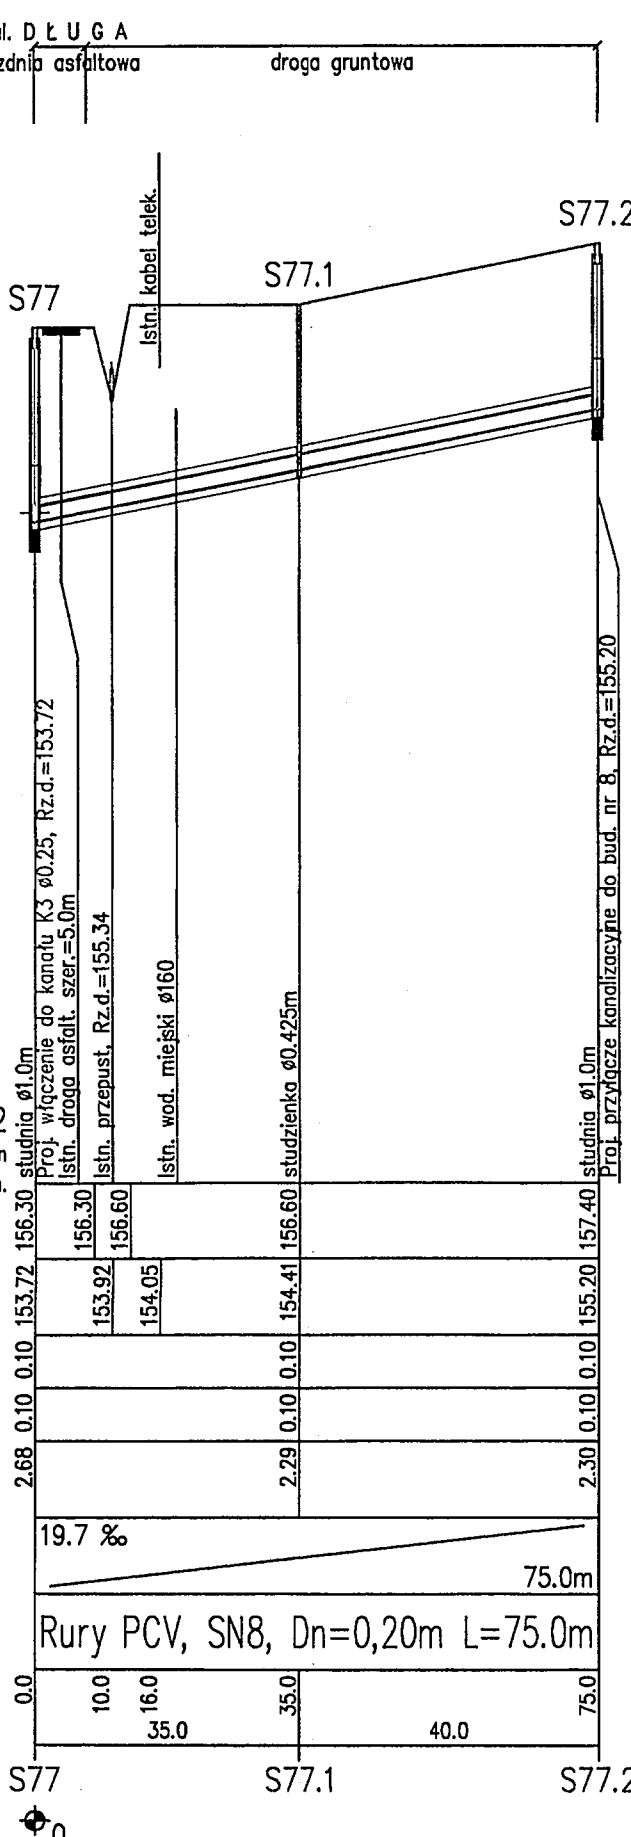 ul. D Ł U G A
zdnia asfaltowa
droga gruntowa
S77.2
S77.1
S77
Istn. kabel telek.
studnia ø1.0m
Proj. włączenie do kanału K3 ø0.25, Rz.d.=153.72
Istn. droga asfalt. szer.=5.0m
Istn. przepust, Rz.d.=155.34
Istn. wod. miejski ø160
studzienka ø0.425m
studnia ø1.0m
Proj. przyłącze kanalizacyjne do bud. nr 8, Rz.d.=155.20
156.30 156.30 156.60 156.60 157.40
153.72 153.92 154.05 154.41 155.20
0.10 0.10 0.10
0.10 0.10 0.10
2.68 2.29 2.30
19.7 ‰
75.0m
Rury PCV, SN8, Dn=0,20m L=75.0m
0.0 10.0 16.0 35.0 75.0
35.0 40.0
S77 S77.1 S77.2
0